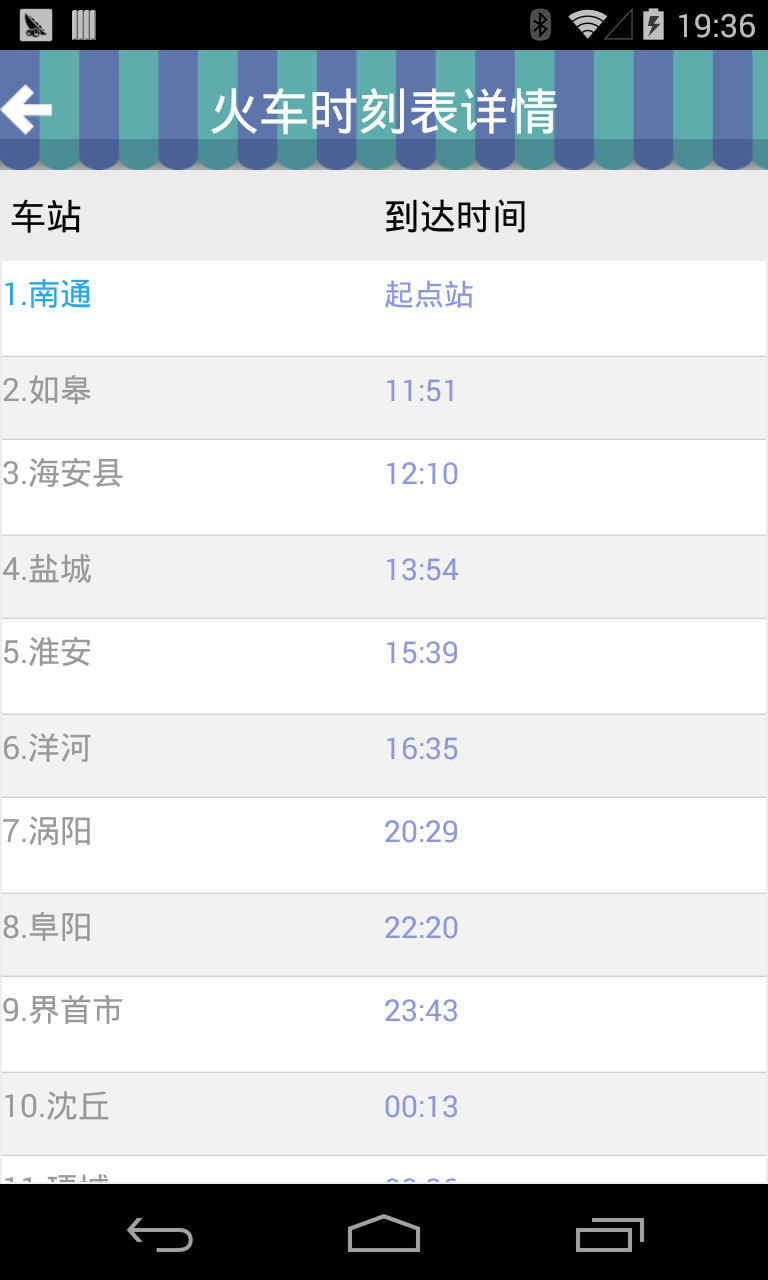 19:36
火车时刻表详情
车站 到达时间
1.南通 起点站
2.如皋 11:51
3.海安县 12:10
4.盐城 13:54
5.淮安 15:39
6.洋河 16:35
7.涡阳 20:29
8.阜阳 22:20
9.界首市 23:43
10.沈丘 00:13